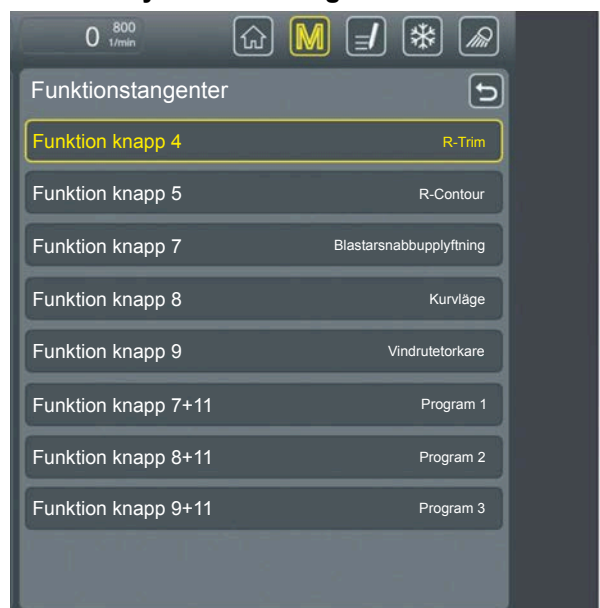 0 800
1/min
M
Funktionstangenter
Funktion knapp 4 R-Trim
Funktion knapp 5 R-Contour
Funktion knapp 7 Blastarsnabbupplyftning
Funktion knapp 8 Kurvläge
Funktion knapp 9 Vindrutetorkare
Funktion knapp 7+11 Program 1
Funktion knapp 8+11 Program 2
Funktion knapp 9+11 Program 3